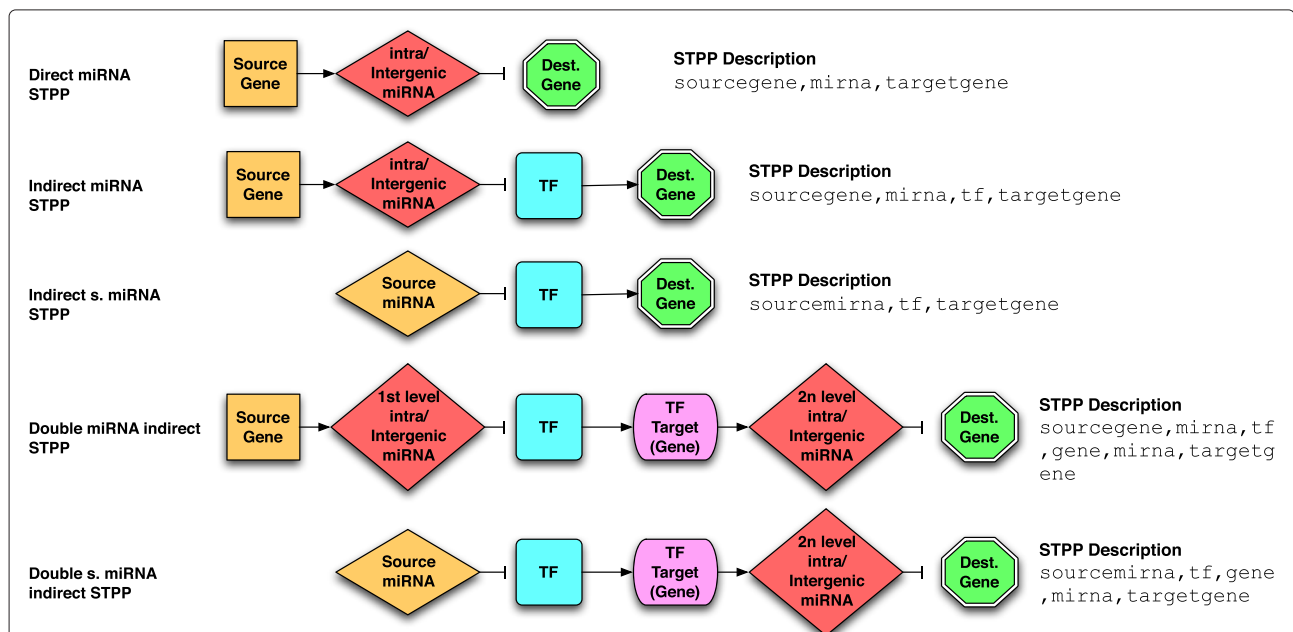 Direct miRNA
STPP
Source
Gene
intra/
Intergenic
miRNA
Dest.
Gene
STPP Description
sourcegene,mirna,targetgene
Indirect miRNA
STPP
Source
Gene
intra/
Intergenic
miRNA
TF
Dest.
Gene
STPP Description
sourcegene,mirna,tf,targetgene
Indirect s. miRNA
STPP
Source
miRNA
TF
Dest.
Gene
STPP Description
sourcemirna,tf,targetgene
Double miRNA indirect
STPP
Source
Gene
1st level
intra/
Intergenic
miRNA
TF
TF
Target
(Gene)
2n level
intra/
Intergenic
miRNA
Dest.
Gene
STPP Description
sourcegene,mirna,tf
,gene,mirna,targetg
ene
Double s. miRNA
indirect STPP
Source
miRNA
TF
TF
Target
(Gene)
2n level
intra/
Intergenic
miRNA
Dest.
Gene
STPP Description
sourcemirna,tf,gene
,mirna,targetgene